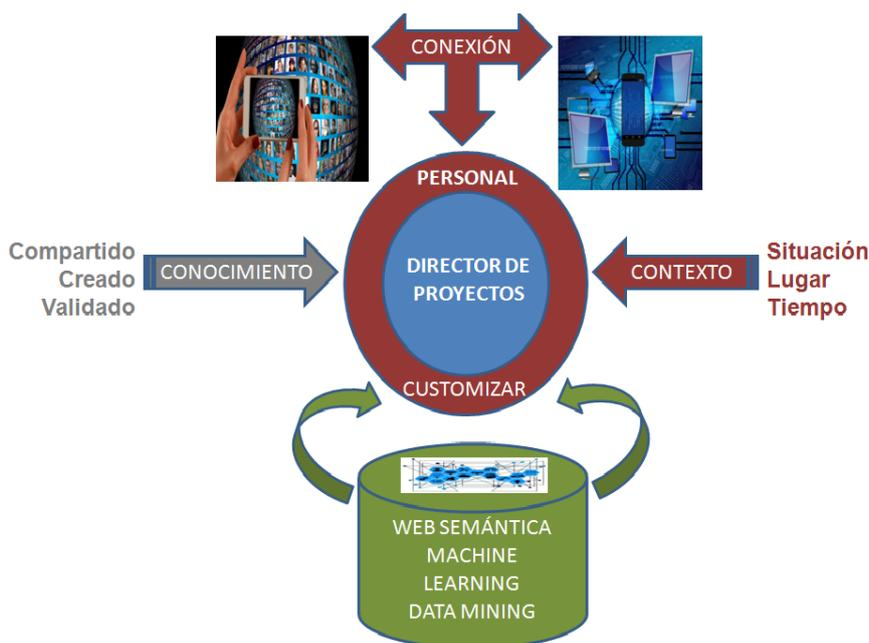 CONEXIÓN
PERSONAL
DIRECTOR DE
PROYECTOS
CUSTOMIZAR
Compartido
Creado
Validado
CONOCIMIENTO
CONTEXTO
Situación
Lugar
Tiempo
WEB SEMÁNTICA
MACHINE
LEARNING
DATA MINING